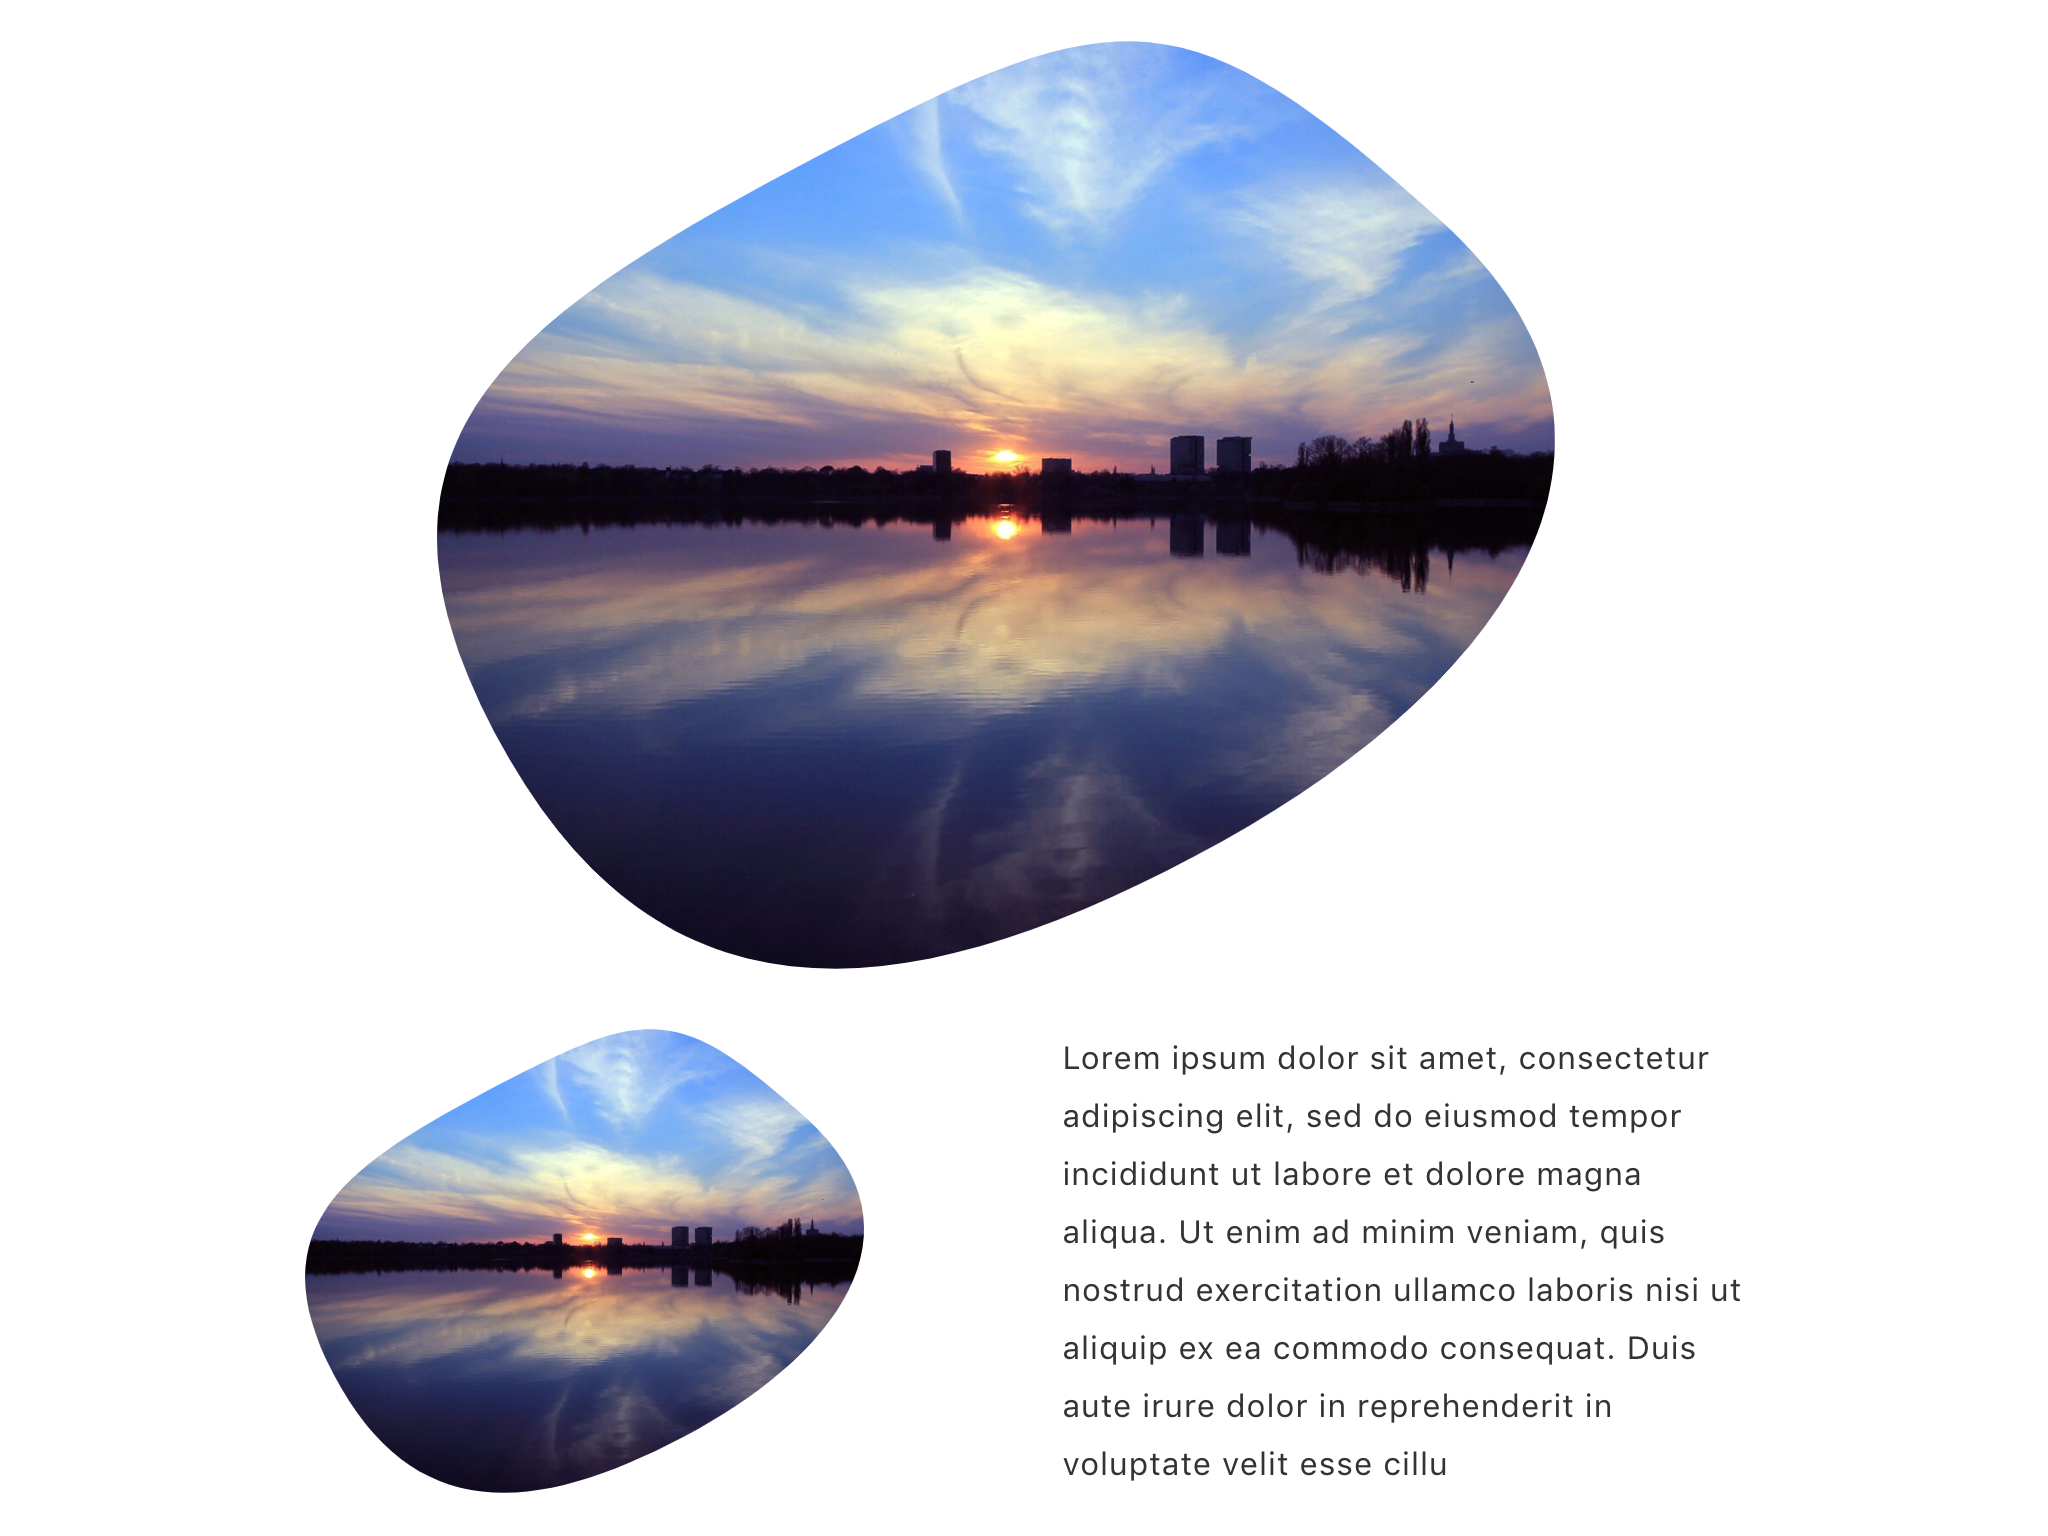 Lorem ipsum dolor sit amet, consectetur
adipiscing elit, sed do eiusmod tempor
incididunt ut labore et dolore magna
aliqua. Ut enim ad minim veniam, quis
nostrud exercitation ullamco laboris nisi ut
aliquip ex ea commodo consequat. Duis
aute irure dolor in reprehenderit in
voluptate velit esse cillu